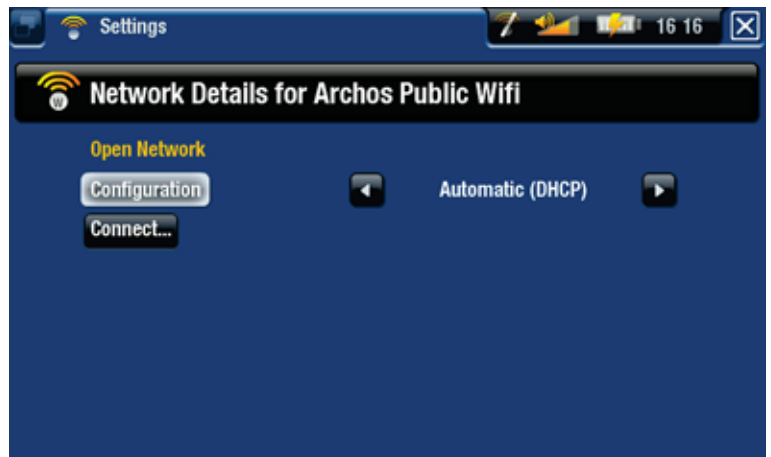 Settings
16 16
Network Details for Archos Public Wifi
Open Network
Configuration
Automatic (DHCP)
Connect...